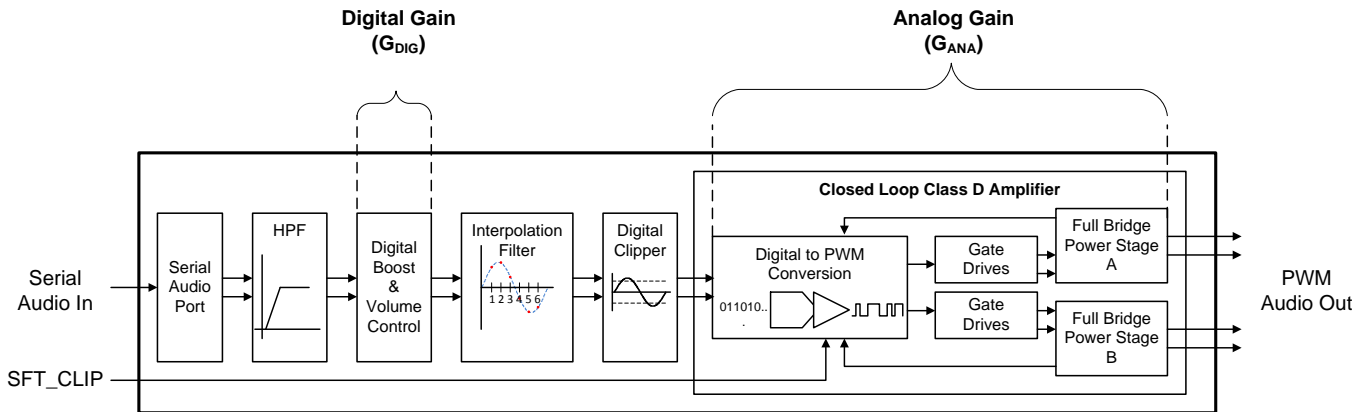 Digital Gain
(GDIG)
Analog Gain
(GANA)
Closed Loop Class D Amplifier
Serial
Audio In
Serial
Audio
Port
HPF
Digital
Boost
&
Volume
Control
Interpolation
Filter
1 2 3 4 5 6
Digital
Clipper
Digital to PWM
Conversion
011010..
.
Gate
Drives
Gate
Drives
Full Bridge
Power Stage
A
Full Bridge
Power Stage
B
PWM
Audio Out
SFT_CLIP